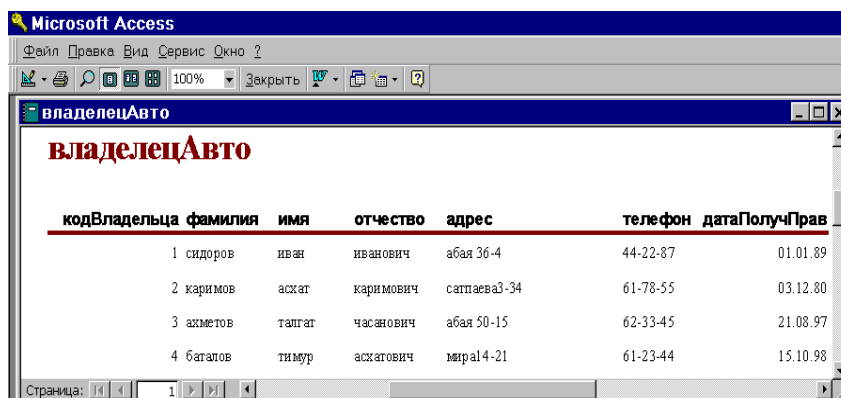 Microsoft Access
Файл Правка Вид Сервис Окно ?
100% Закрыть
владелецАвто
владелецАвто
кодВладельца фамилия имя отчество адрес телефон датаПолучПрав
1 сидоров иван иванович абая 36-4 44-22-87 01.01.89
2 каримов асхат каримович сатпаева3-34 61-78-55 03.12.80
3 ахметов талгат часанович абая 50-15 62-33-45 21.08.97
4 баталов тимур асхатович мира14-21 61-23-44 15.10.98
Страница: 1